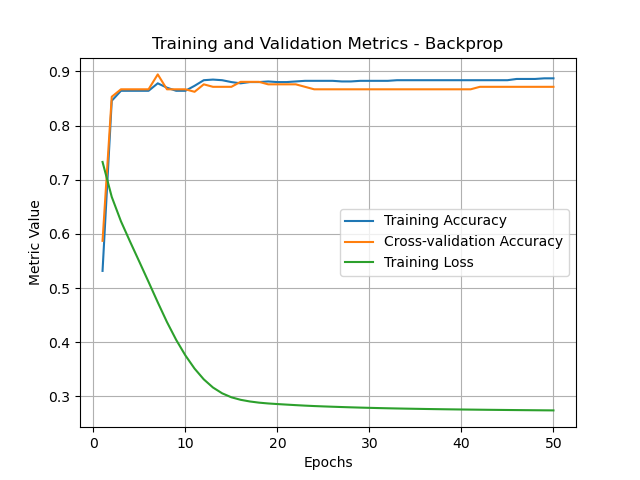 Training and Validation Metrics - Backprop
Metric Value
0.9
0.8
0.7
0.6
0.5
0.4
0.3
Training Accuracy
Cross-validation Accuracy
Training Loss
0 10 20 30 40 50
Epochs